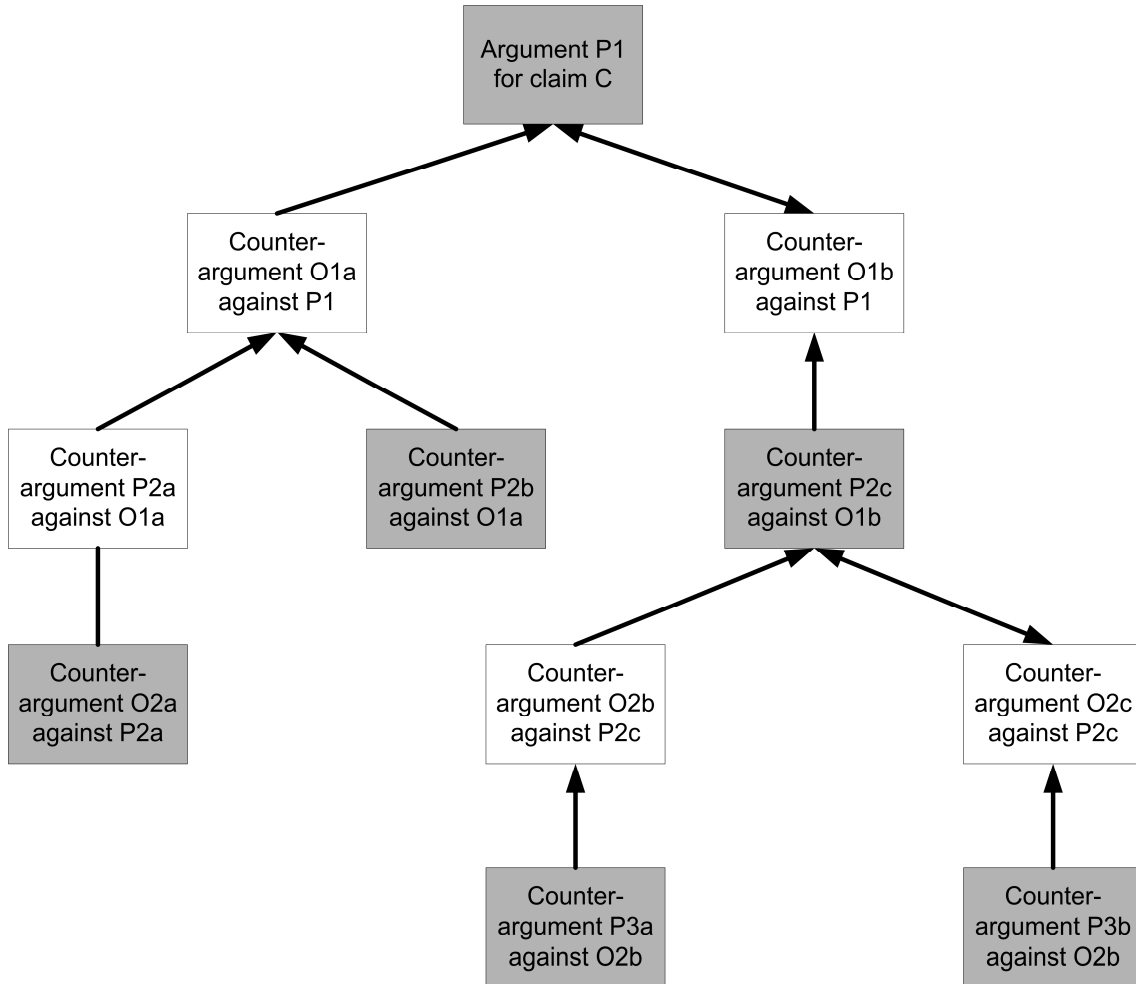 Argument P1
for claim C
Counter-
argument O1a
against P1
Counter-
argument O1b
against P1
Counter-
argument P2a
against O1a
Counter-
argument P2b
against O1a
Counter-
argument P2c
against O1b
Counter-
argument O2a
against P2a
Counter-
argument O2b
against P2c
Counter-
argument O2c
against P2c
Counter-
argument P3a
against O2b
Counter-
argument P3b
against O2b